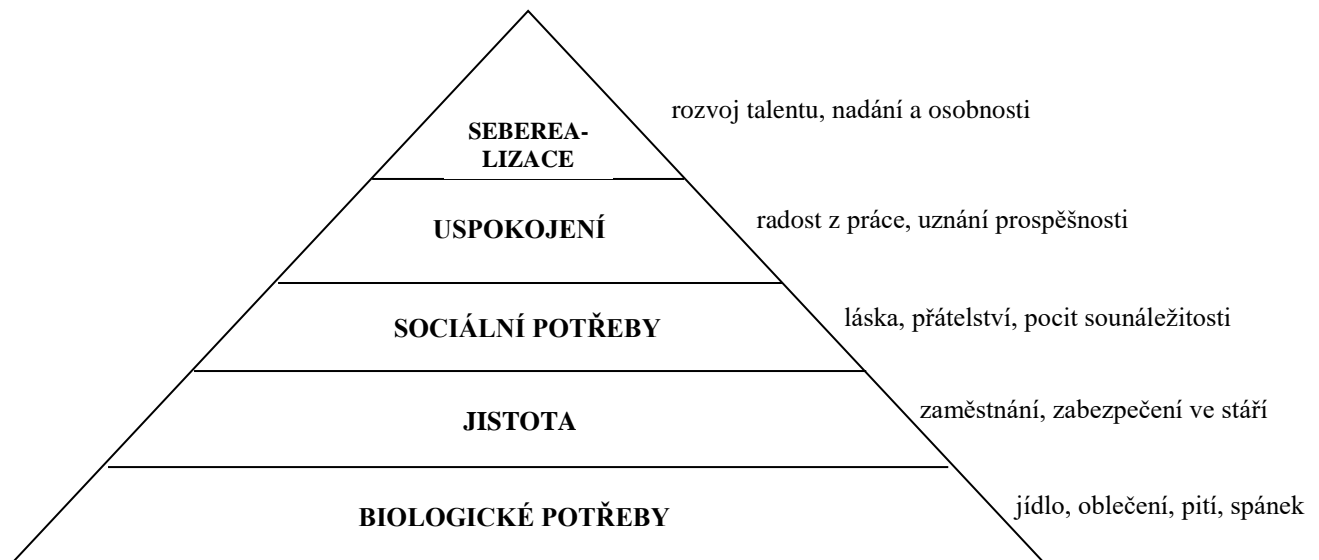 rozvoj talentu, nadání a osobnosti
SEBEREA-
LIZACE
radost z práce, uznání prospěšnosti
USPOKOJENÍ
láska, přátelství, pocit sounáležitosti
SOCIÁLNÍ POTŘEBY
zaměstnání, zabezpečení ve stáří
JISTOTA
jídlo, oblečení, pití, spánek
BIOLOGICKÉ POTŘEBY